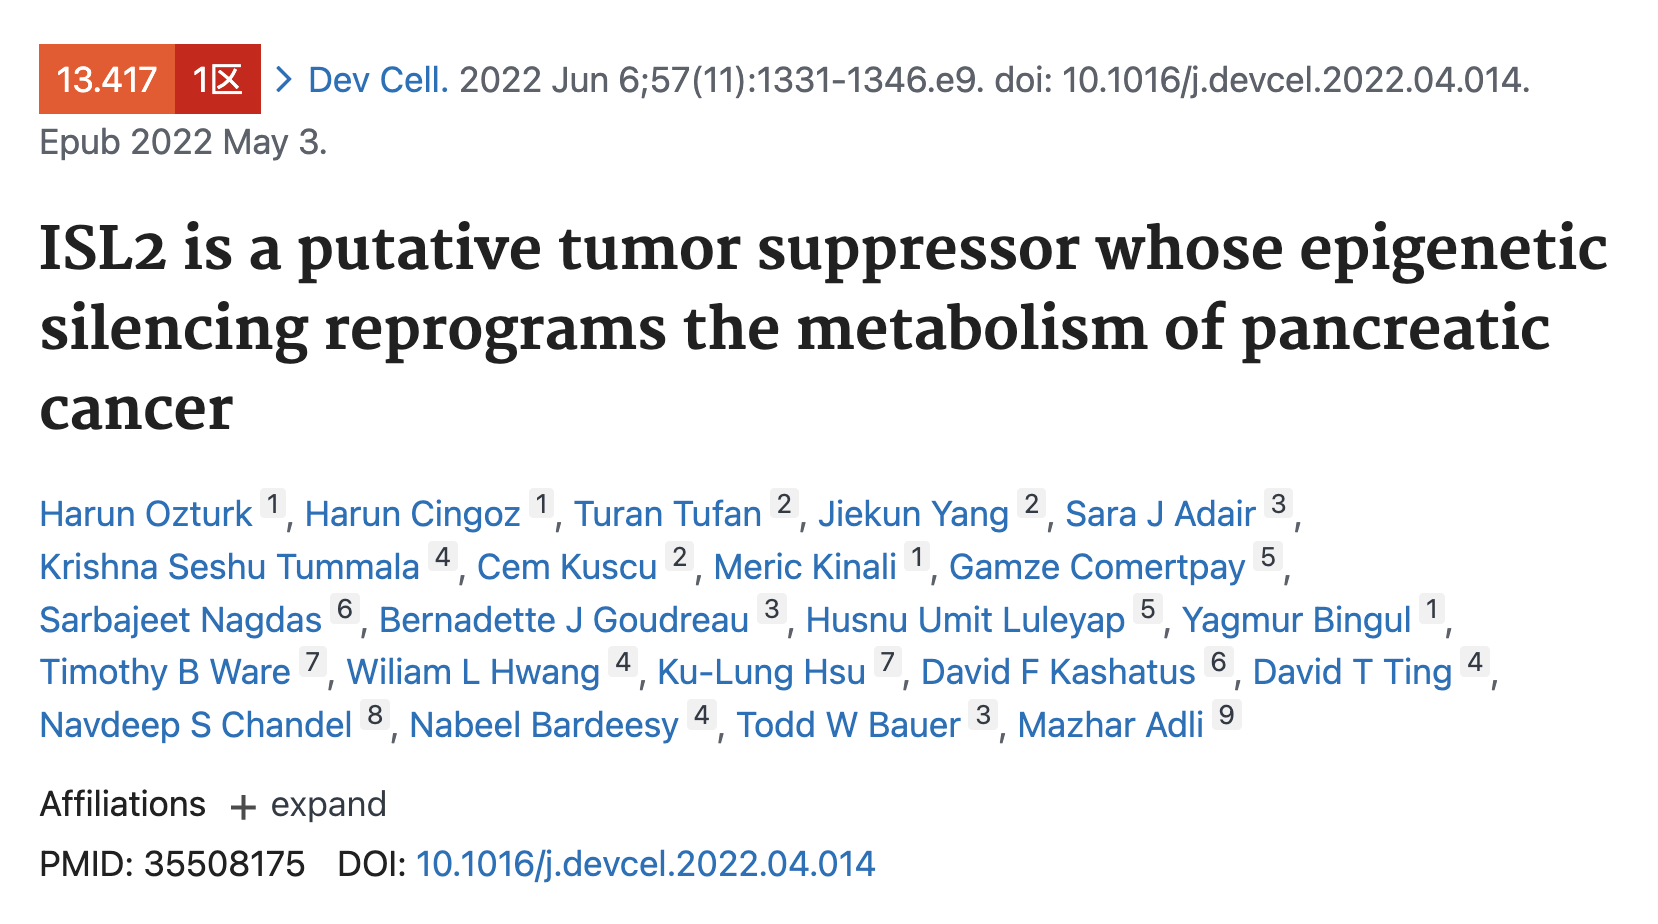 13.417 1区 > Dev Cell. 2022 Jun 6;57(11):1331-1346.e9. doi: 10.1016/j.devcel.2022.04.014.
Epub 2022 May 3.
ISL2 is a putative tumor suppressor whose epigenetic
silencing reprograms the metabolism of pancreatic
cancer
Harun Ozturk 1, Harun Cingoz 1, Turan Tufan 2, Jiekun Yang 2, Sara J Adair 3,
Krishna Seshu Tummala 4, Cem Kuscu 2, Meric Kinali 1, Gamze Comertpay 5,
Sarbajeet Nagdas 6, Bernadette J Goudreau 3, Husnu Umit Luleyap 5, Yagmur Bingul 1,
Timothy B Ware 7, Wiliam L Hwang 4, Ku-Lung Hsu 7, David F Kashatus 6, David T Ting 4,
Navdeep S Chandel 8, Nabeel Bardeesy 4, Todd W Bauer 3, Mazhar Adli 9
Affiliations + expand
PMID: 35508175 DOI: 10.1016/j.devcel.2022.04.014